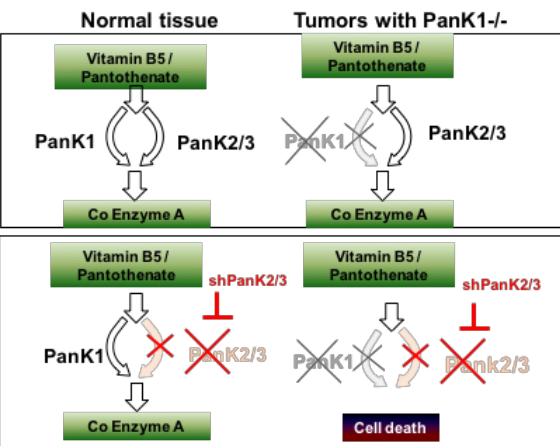 Normal tissue
Tumors with PanK1-/-
Vitamin B5 /
Pantothenate
Vitamin B5 /
Pantothenate
PanK1
PanK2/3
PanK1
PanK2/3
Co Enzyme A
Co Enzyme A
Vitamin B5 /
Pantothenate
shPanK2/3
Vitamin B5 /
Pantothenate
shPanK2/3
PanK1
PanK2/3
PanK1
Pank2/3
Co Enzyme A
Cell death